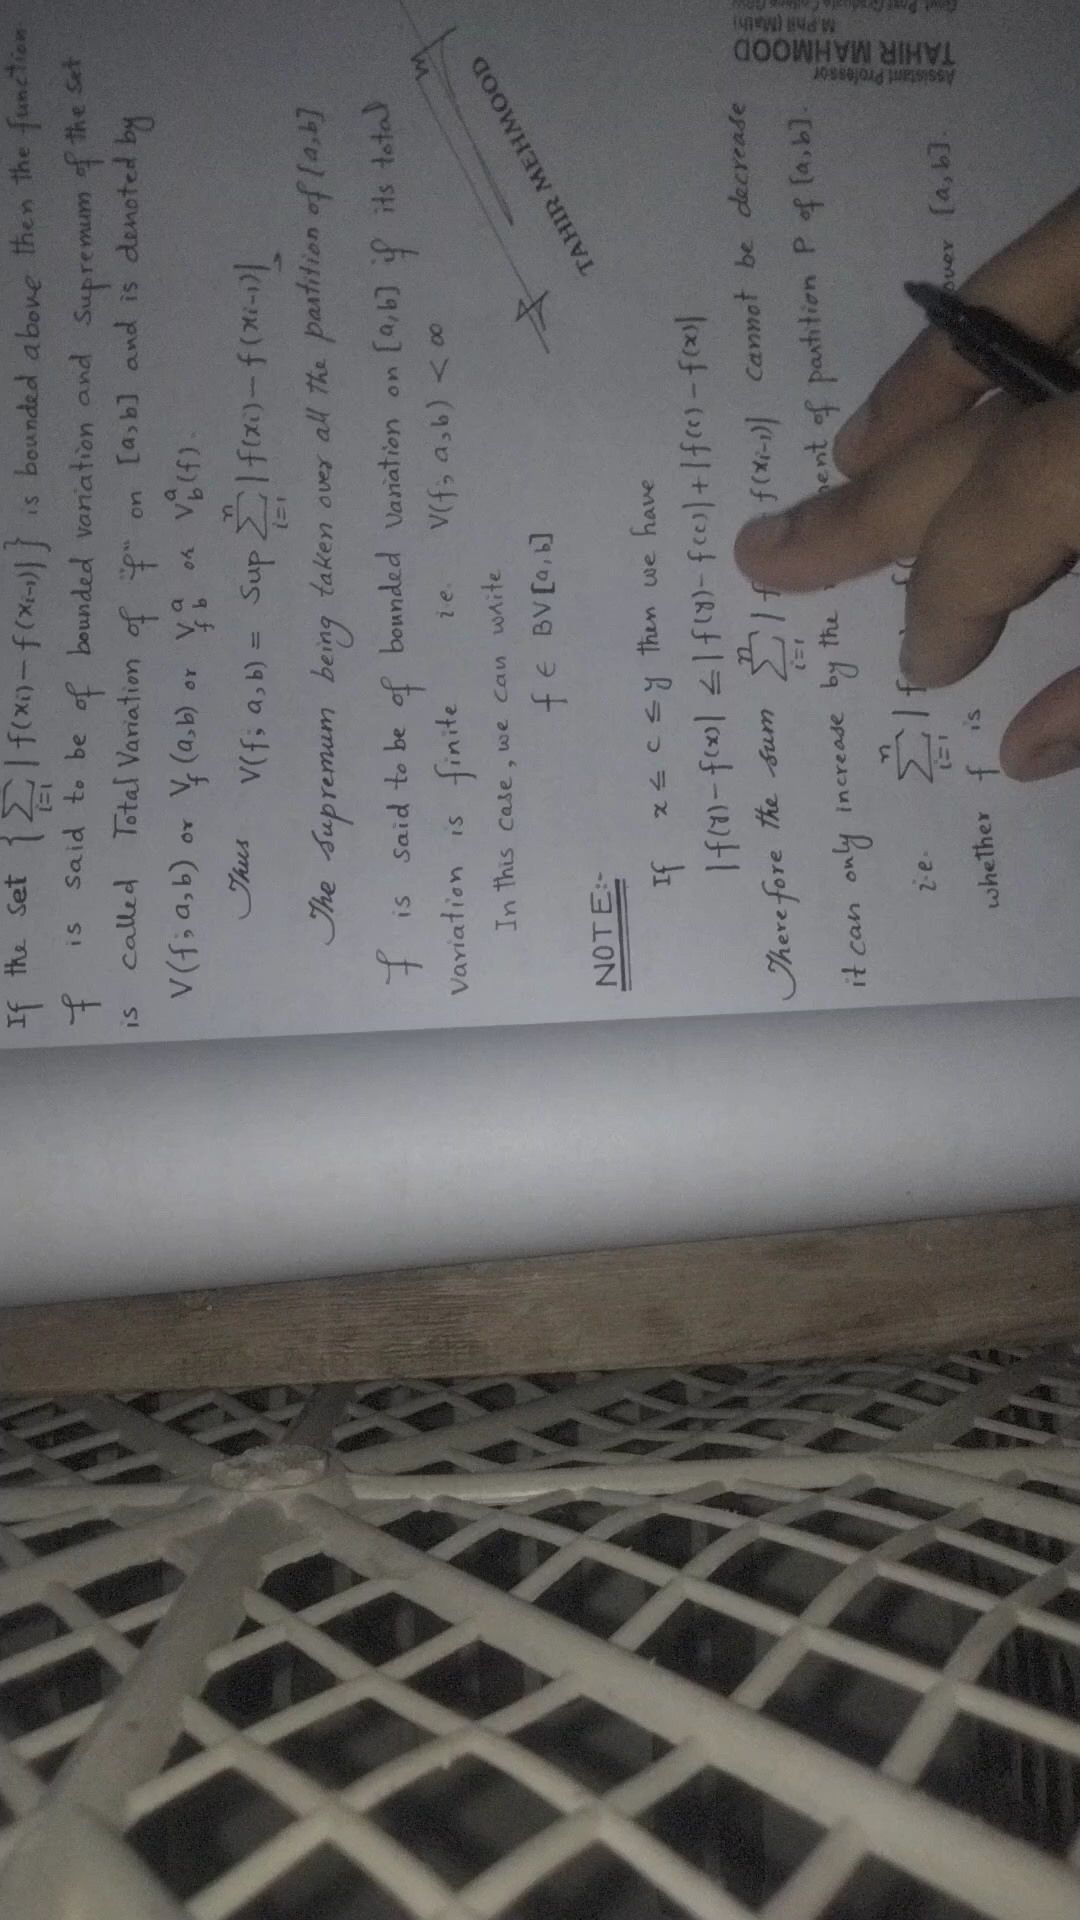 If the Set { ∑_{i=1}^{n} | f(xi) − f(xi−1)| } is bounded above then the function
f is said to be of bounded variation and Supremum of the set
is called Total Variation of "f" on [a,b] and is denoted by
V(f; a,b) or V_f(a,b) or V_f^a_b or V_b^a(f).
Thus V(f; a,b) = Sup ∑_{i=1}^{n} | f(xi) − f(xi−1)|
The Supremum being taken over all the partition of [a,b]
f is said to be of bounded variation on [a,b] if its total
variation is finite i.e. V(f; a,b) < ∞
In this case, we can write
f ∈ BV[a,b]
TAHIR MEHMOOD
NOTE:-
If x ≤ c ≤ y then we have
|f(y) − f(x)| ≤ |f(y) − f(c)| + |f(c) − f(x)|
Therefore the sum ∑_{i=1}^{n} | f f(xi−1)| cannot be decrease
it can only increase by the of partition P of [a,b].
i.e. ∑_{i=1}^{n} | f over [a,b].
whether f is
Assistant Professor
TAHIR MAHMOOD
M.Phil (Math)